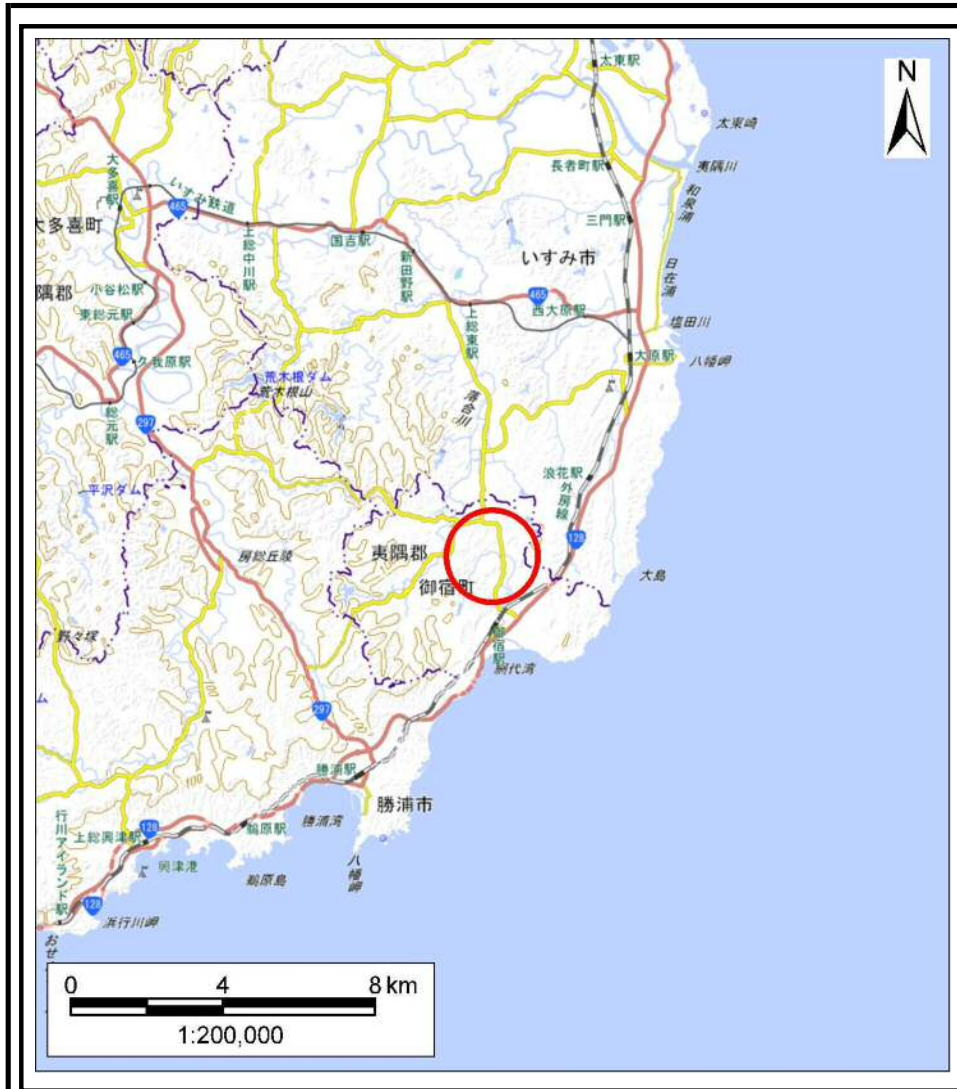 N
太東駅
太東崎
長者町駅
夷隅川
和泉浦
大多喜駅
いすみ鉄道
465
大多喜町
上総中川駅
国吉駅
三門駅
新田野駅
いすみ市
日在浦
隅郡
小谷松駅
東総元駅
465
西大原駅
上総東駅
塩田川
465
久我原駅
大原駅
八幡岬
荒木根ダム
荒木根山
総元駅
297
落合川
浪花駅
外房線
平沢ダム
128
房総丘陵
夷隅郡
御宿町
大島
野々塚
御宿駅
網代湾
ム
297
100
勝浦駅
勝浦市
行川アイランド駅
上総興津駅
128
鵜原駅
勝浦湾
八幡岬
興津港
鵜原島
128
浜行川岬
おせ
0 4 8 km
1:200,000